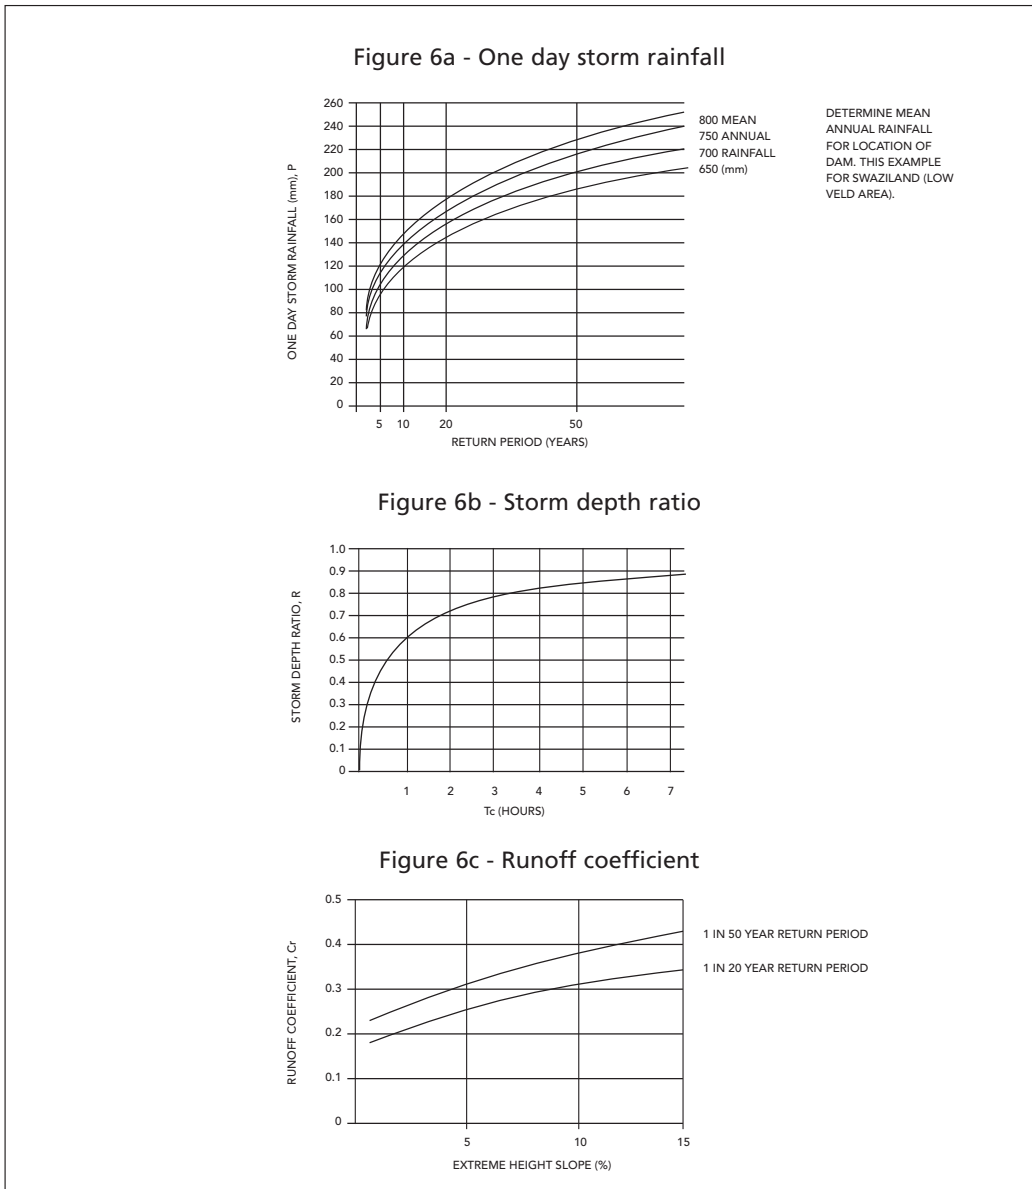 Figure 6a - One day storm rainfall
260
240
220
200
180
160
140
120
100
80
60
40
20
0
ONE DAY STORM RAINFALL (mm), P
800 MEAN
750 ANNUAL
700 RAINFALL
650 (mm)
DETERMINE MEAN
ANNUAL RAINFALL
FOR LOCATION OF
DAM. THIS EXAMPLE
FOR SWAZILAND (LOW
VELD AREA).
5 10 20 50
RETURN PERIOD (YEARS)
Figure 6b - Storm depth ratio
1.0
0.9
0.8
0.7
0.6
0.5
0.4
0.3
0.2
0.1
0
STORM DEPTH RATIO, R
1 2 3 4 5 6 7
Tc (HOURS)
Figure 6c - Runoff coefficient
0.5
0.4
0.3
0.2
0.1
0
RUNOFF COEFFICIENT, Cr
1 IN 50 YEAR RETURN PERIOD
1 IN 20 YEAR RETURN PERIOD
5 10 15
EXTREME HEIGHT SLOPE (%)